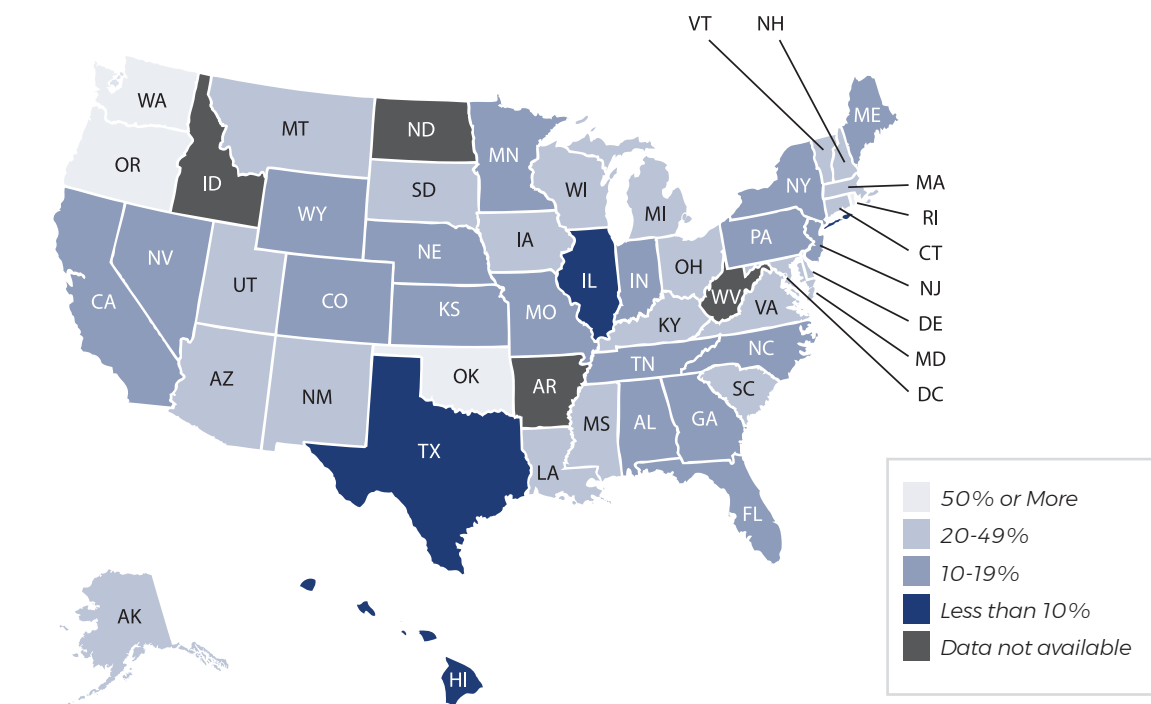 VT
NH
WA
MT
ND
ME
OR
MN
ID
SD
WI
NY
MA
WY
MI
RI
IA
PA
NV
NE
CT
UT
OH
IL
IN
NJ
CA
CO
KS
MO
WV
VA
DE
KY
NC
MD
TN
AZ
OK
AR
SC
DC
NM
MS
AL
GA
TX
LA
FL
50% or More
20-49%
10-19%
Less than 10%
Data not available
AK
HI